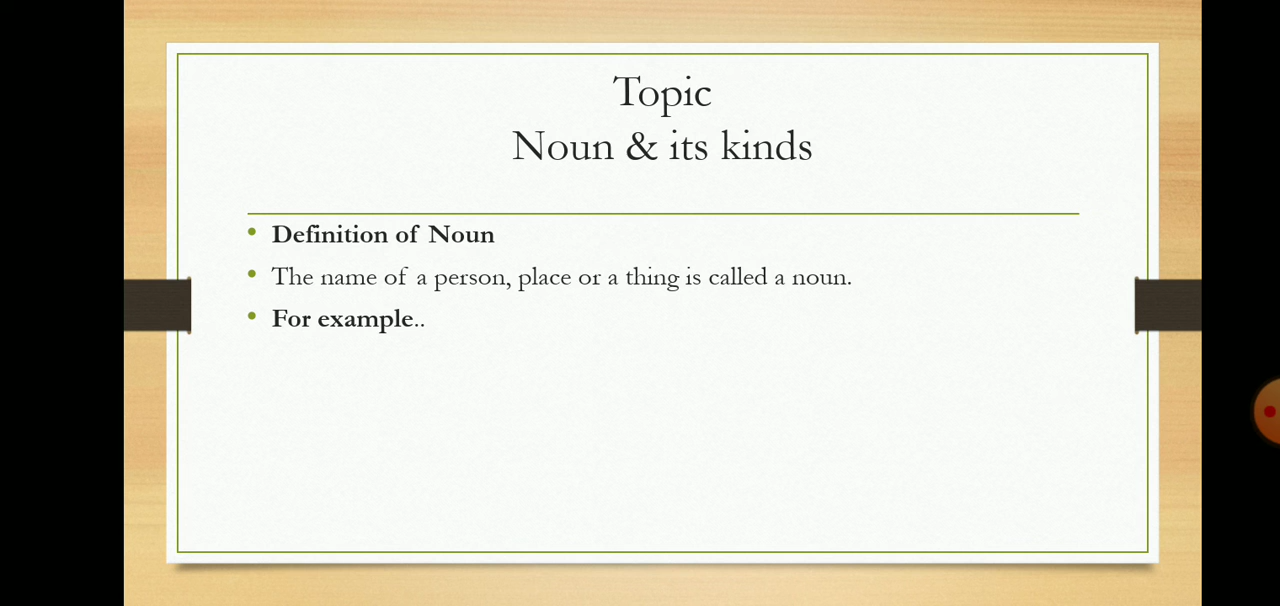 Topic
Noun & its kinds
• Definition of Noun
• The name of a person, place or a thing is called a noun.
• For example..